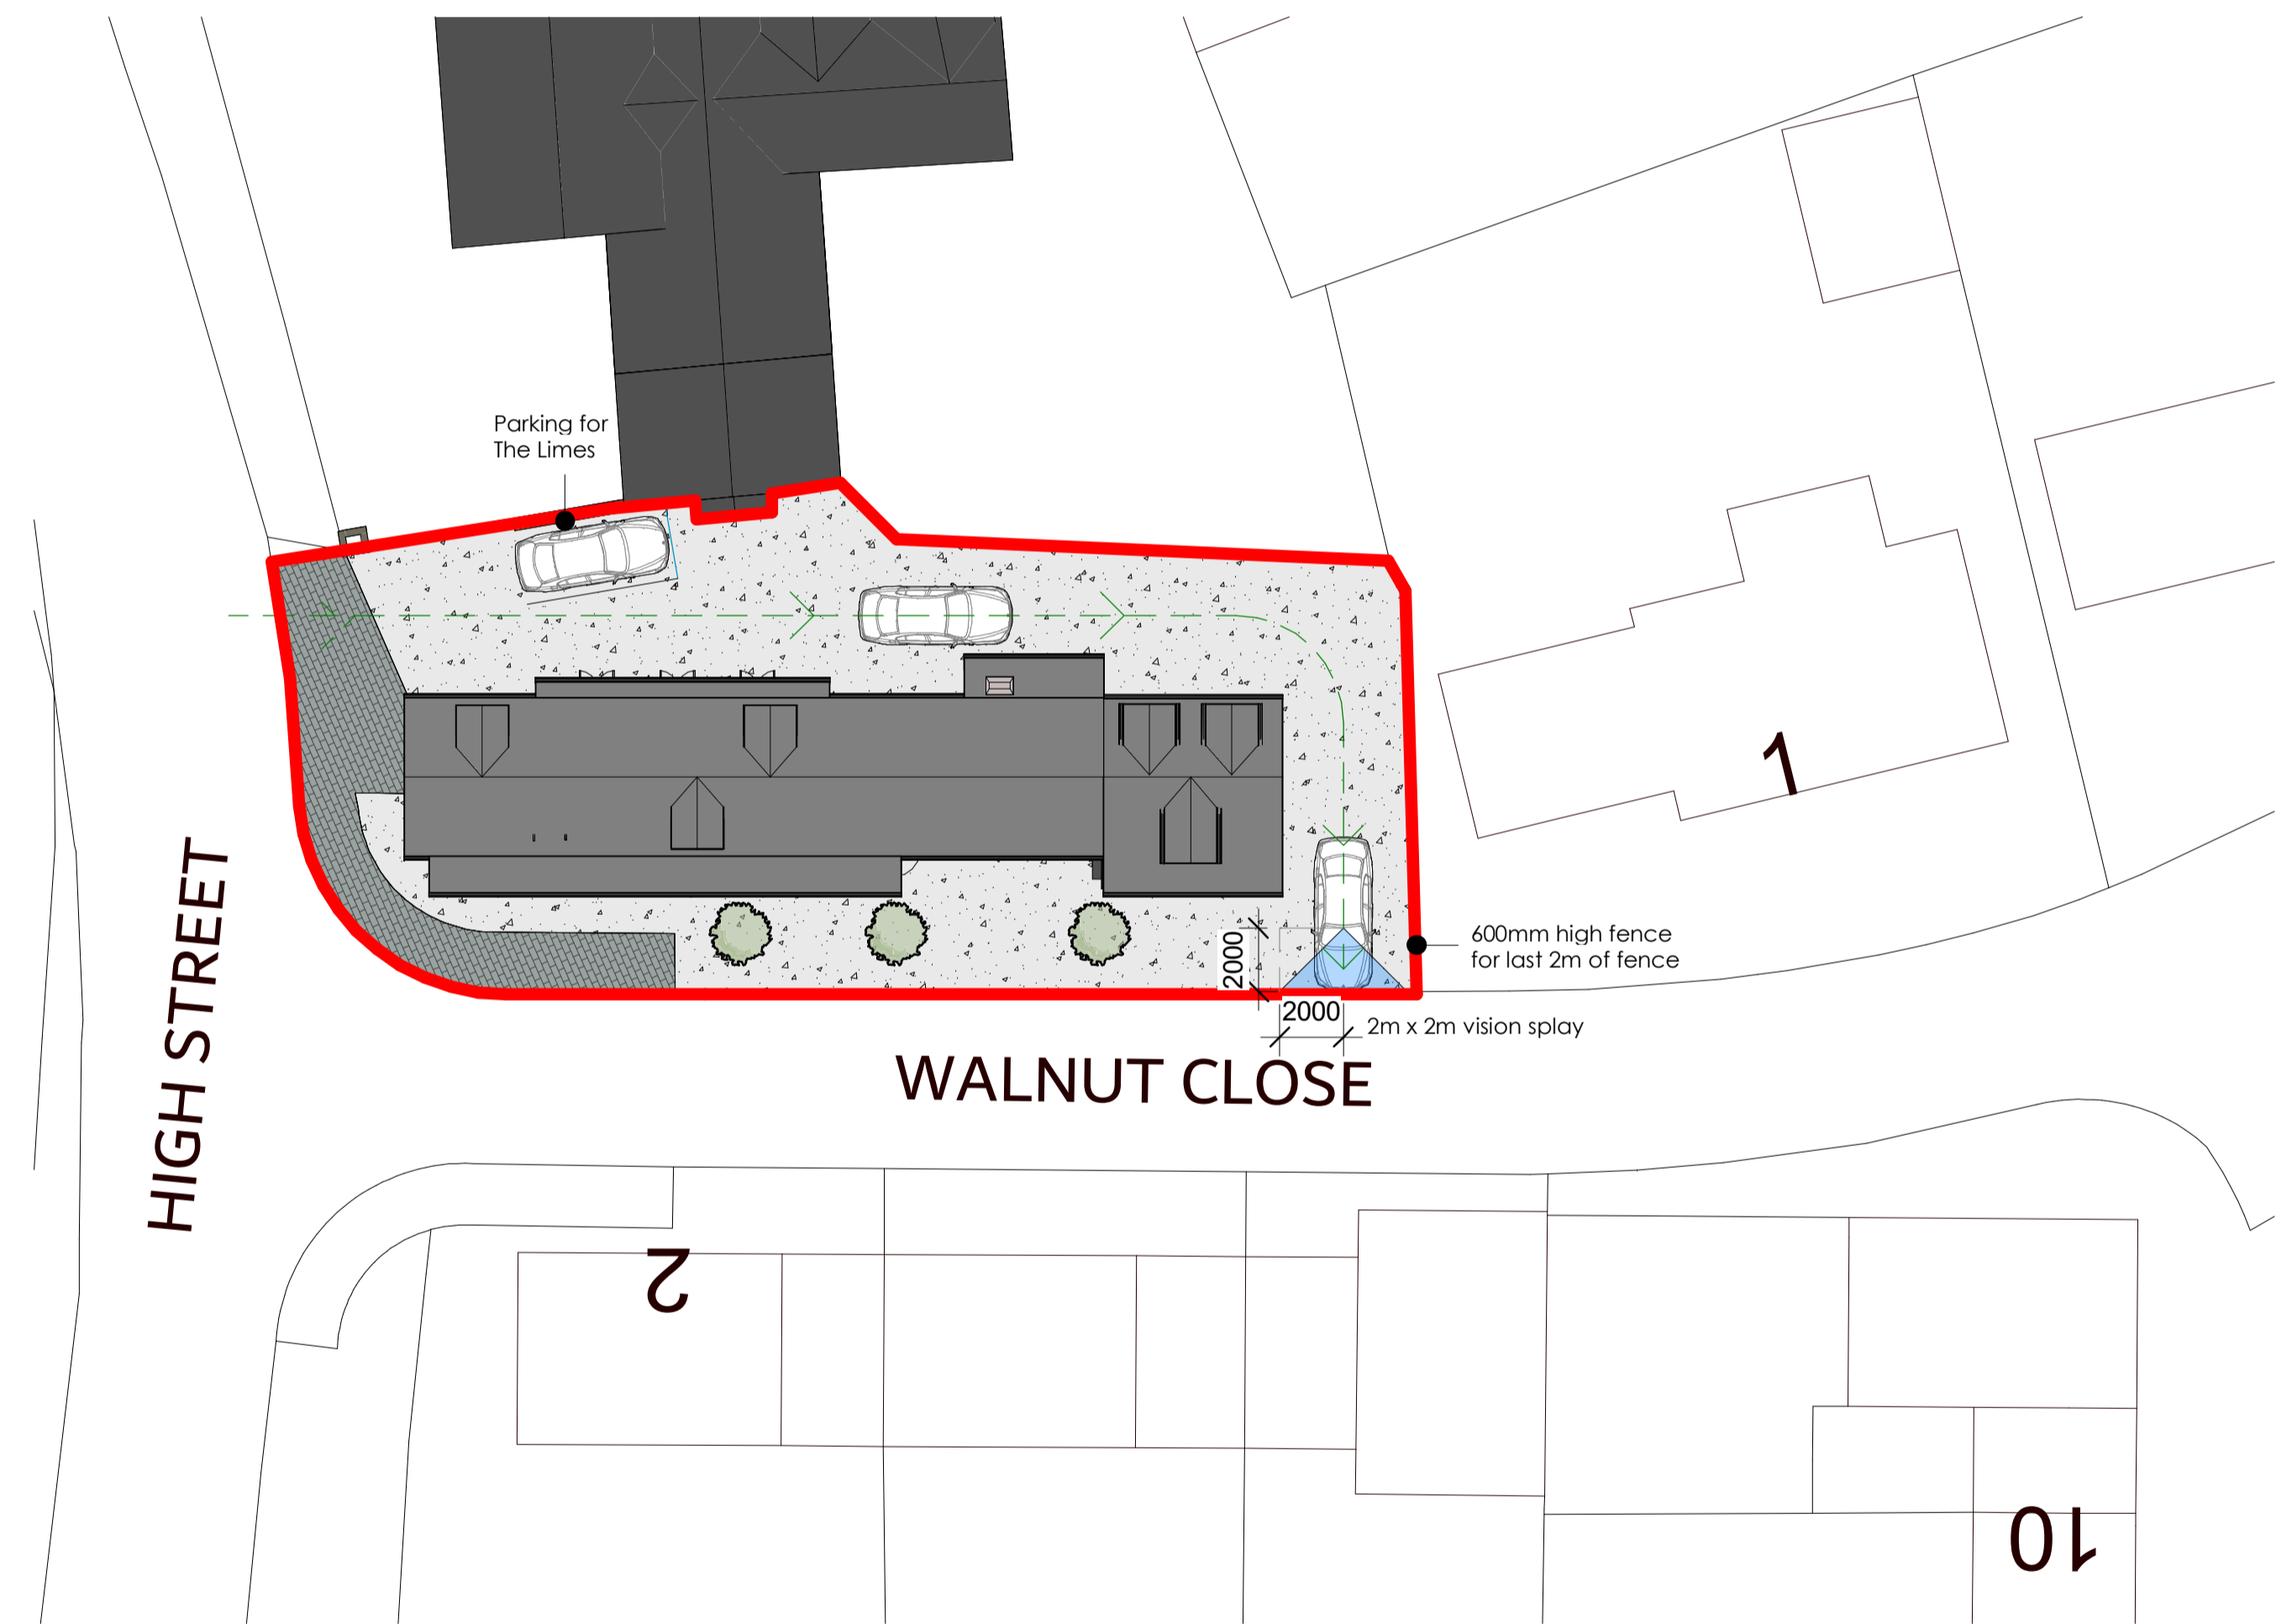 Parking for
The Limes
1
HIGH STREET
600mm high fence
for last 2m of fence
2000
2000
2m x 2m vision splay
WALNUT CLOSE
2
10